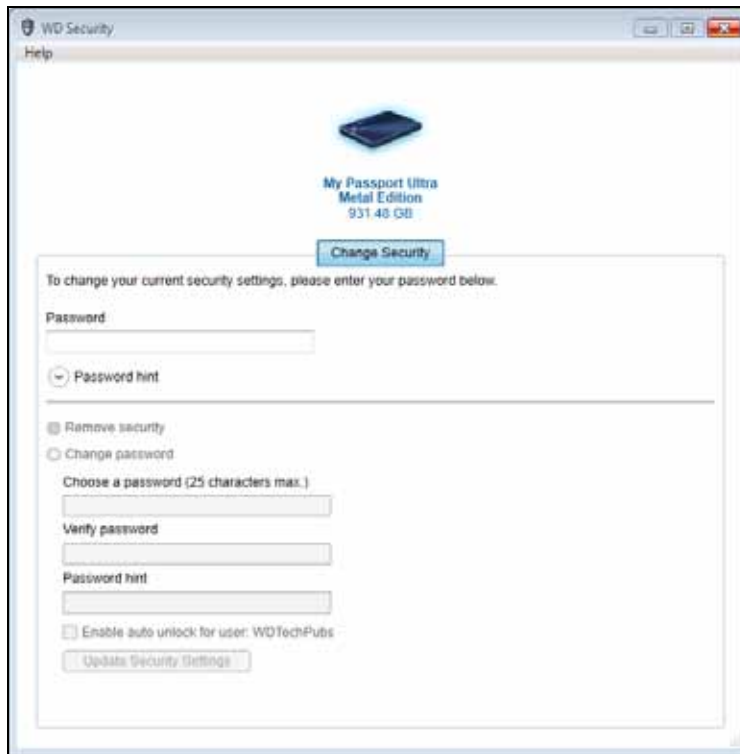 WD Security
Help
My Passport Ultra
Metal Edition
931.48 GB
Change Security
To change your current security settings, please enter your password below.
Password
Password hint
Remove security
Change password
Choose a password (25 characters max.)
Verify password
Password hint
Enable auto unlock for user: WDTechPubs
Update Security Settings